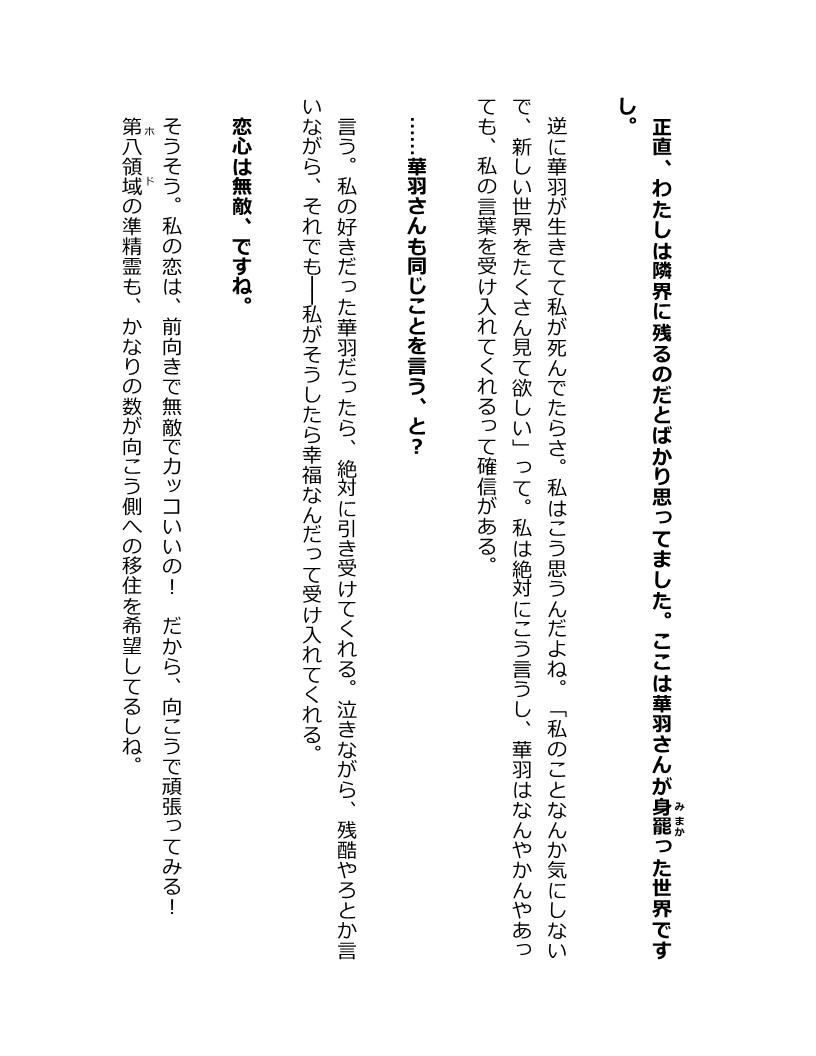 正直、わたしは隣界に残るのだとばかり思ってました。ここは華羽さんが身罷った世界です
みまか
し。
逆に華羽が生きてて私が死んでたらさ。私はこう思うんだよね。「私のことなんか気にしない
で、新しい世界をたくさん見て欲しい」って。私は絶対にこう言うし、華羽はなんやかんやあっ
ても、私の言葉を受け入れてくれるって確信がある。
……華羽さんも同じことを言う、と？
言う。私の好きだった華羽だったら、絶対に引き受けてくれる。泣きながら、残酷やろとか言
いながら、それでも──私がそうしたら幸福なんだって受け入れてくれる。
恋心は無敵、ですね。
そうそう。私の恋は、前向きで無敵でカッコいいの！　だから、向こうで頑張ってみる！
第八領域の準精霊も、かなりの数が向こう側への移住を希望してるしね。
ホド